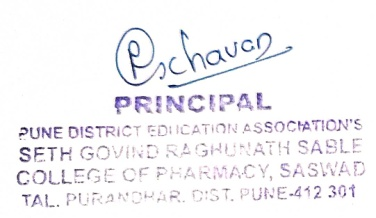 Pschavan
PRINCIPAL
PUNE DISTRICT EDUCATION ASSOCIATION'S
SETH GOVIND RAGHUNATH SABLE
COLLEGE OF PHARMACY, SASWAD
TAL. PURANDHAR. DIST. PUNE-412 301